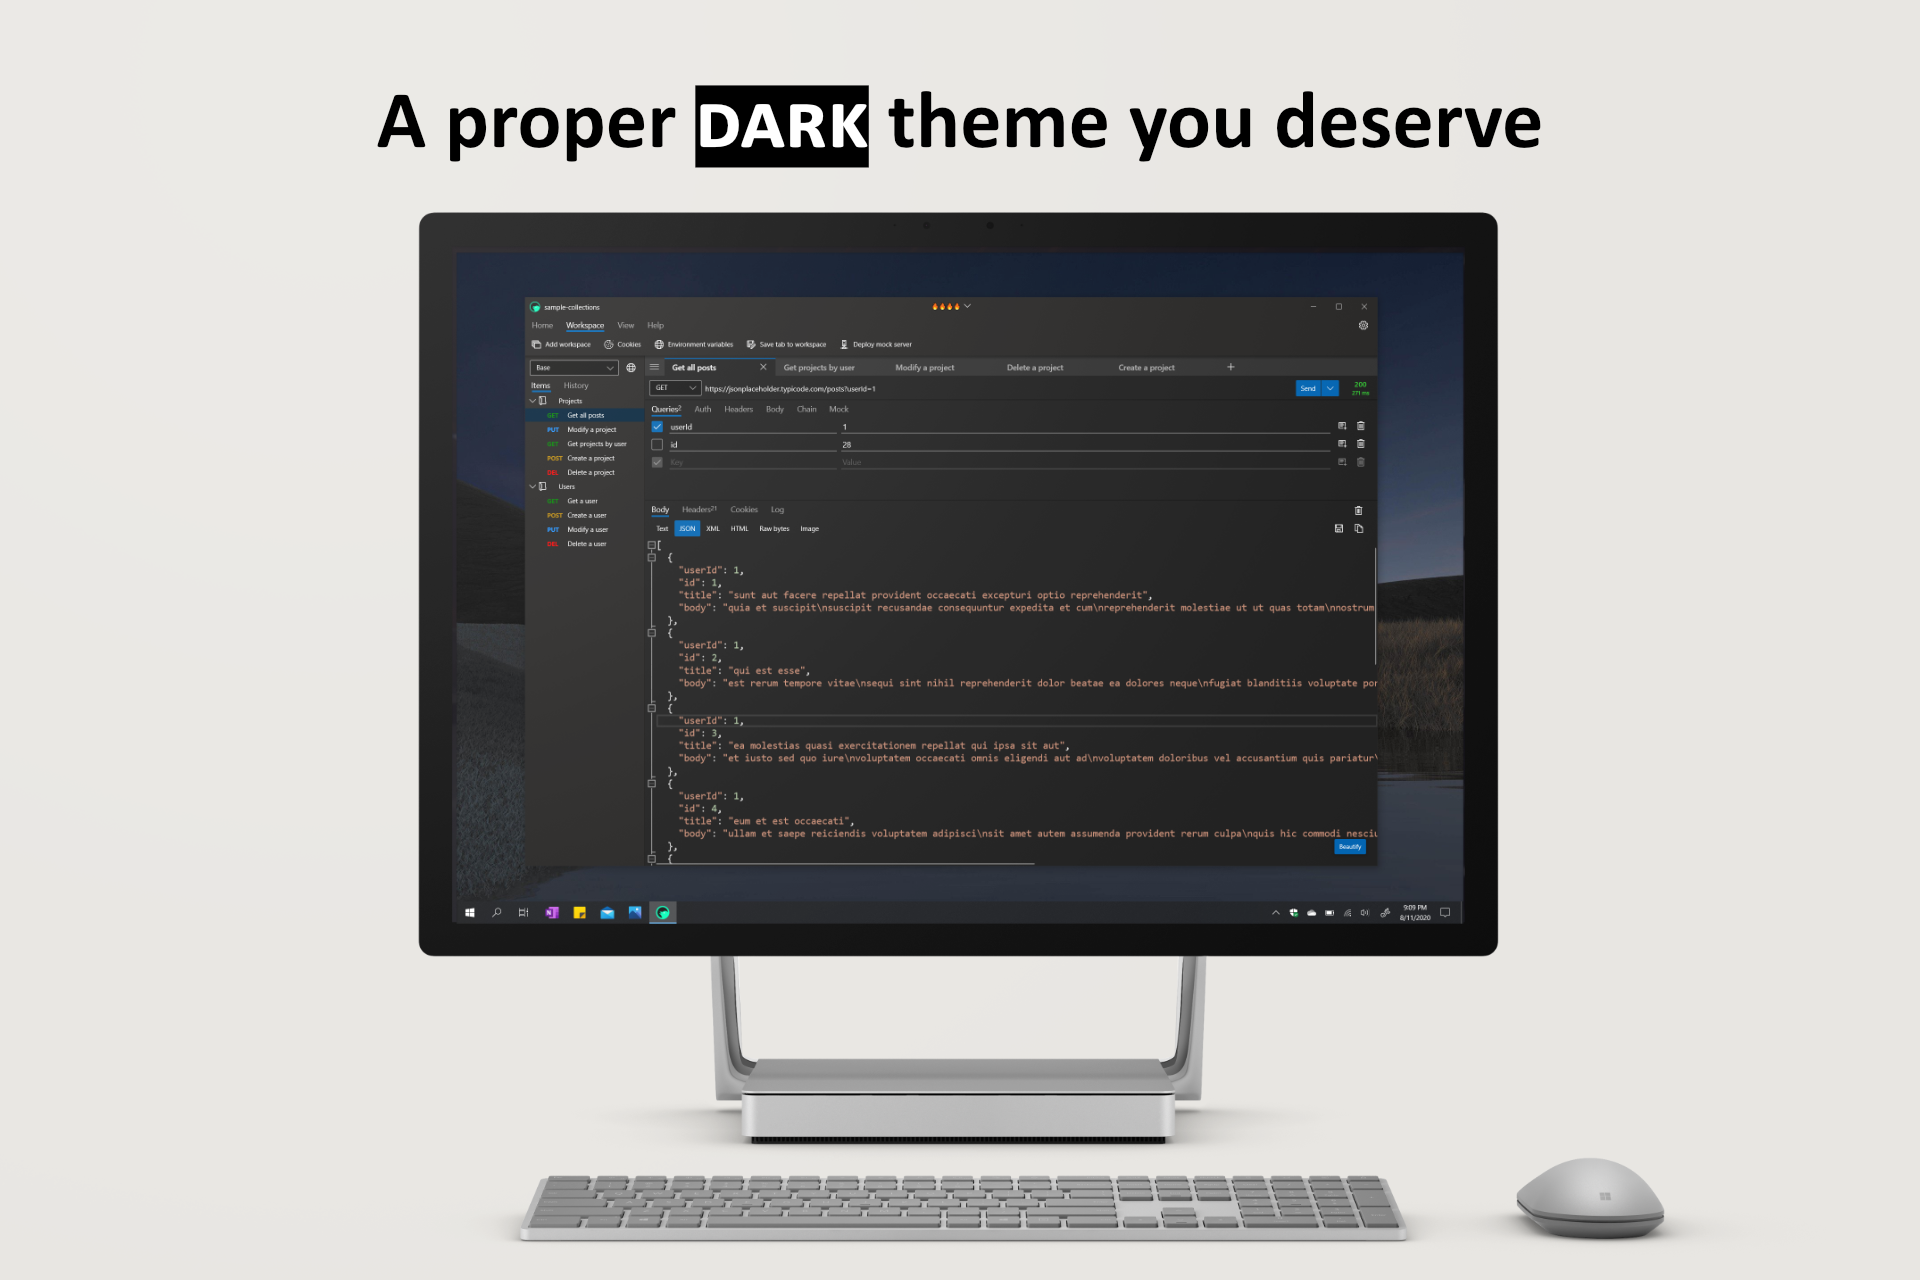 A proper DARK theme you deserve
sample-collections
Home Workspace View Help
Add workspace Cookies Environment variables Save tab to workspace Deploy mock server
Base
Get all posts Get projects by user Modify a project Delete a project Create a project
Items History
GET https://jsonplaceholder.typicode.com/posts?userId=1 Send 200
271 ms
Projects
GET Get all posts
PUT Modify a project
GET Get projects by user
POST Create a project
DEL Delete a project
Users
GET Get a user
POST Create a user
PUT Modify a user
DEL Delete a user
Queries2 Auth Headers Body Chain Mock
userId 1
id 28
Key Value
Body Headers21 Cookies Log
Text JSON XML HTML Raw bytes Image
[
{
"userId": 1,
"id": 1,
"title": "sunt aut facere repellat provident occaecati excepturi optio reprehenderit",
"body": "quia et suscipit\nsuscipit recusandae consequuntur expedita et cum\nreprehenderit molestiae ut ut quas totam\nnostrum
},
{
"userId": 1,
"id": 2,
"title": "qui est esse",
"body": "est rerum tempore vitae\nsequi sint nihil reprehenderit dolor beatae ea dolores neque\nfugiat blanditiis voluptate por
},
{
"userId": 1,
"id": 3,
"title": "ea molestias quasi exercitationem repellat qui ipsa sit aut",
"body": "et iusto sed quo iure\nvoluptatem occaecati omnis eligendi aut ad\nvoluptatem doloribus vel accusantium quis pariatur\
},
{
"userId": 1,
"id": 4,
"title": "eum et est occaecati",
"body": "ullam et saepe reiciendis voluptatem adipisci\nsit amet autem assumenda provident rerum culpa\nquis hic commodi nesciu
},
{
Beautify
9:09 PM
8/11/2020